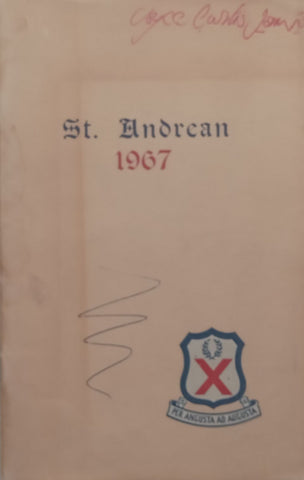 St. Andrean
1967
X
PER ANGUSTA AD AUGUSTA